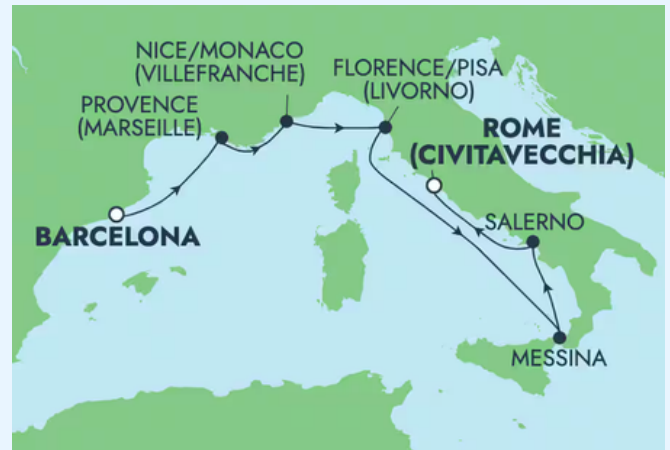 NICE/MONACO
(VILLEFRANCHE)
FLORENCE/PISA
(LIVORNO)
PROVENCE
(MARSEILLE)
ROME
(CIVITAVECCHIA)
BARCELONA
SALERNO
MESSINA